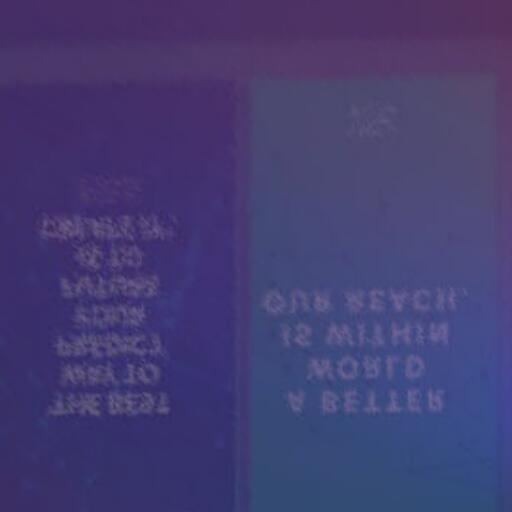 THE BEST
WAY TO
PREDICT
YOUR
FUTURE
IS TO
CREATE IT.
A BETTER
WORLD
IS WITHIN
OUR REACH.